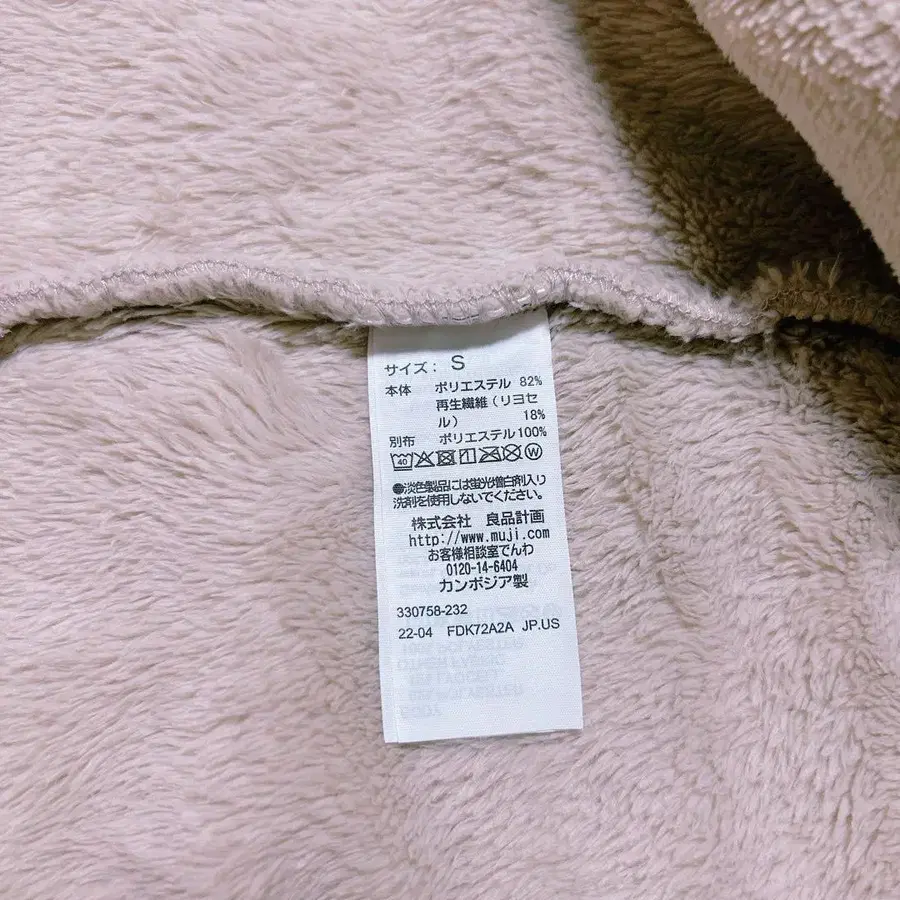 サイズ: S
本体 ポリエステル 82%
再生繊維(リヨセ
ル) 18%
別布 ポリエステル100%
40 W
●淡色製品には蛍光増白剤入り
洗剤を使用しないでください。
株式会社 良品計画
http://www.muji.com
お客様相談室でんわ
0120-14-6404
カンボジア製
330758-232
22-04 FDK72A2A JP.US